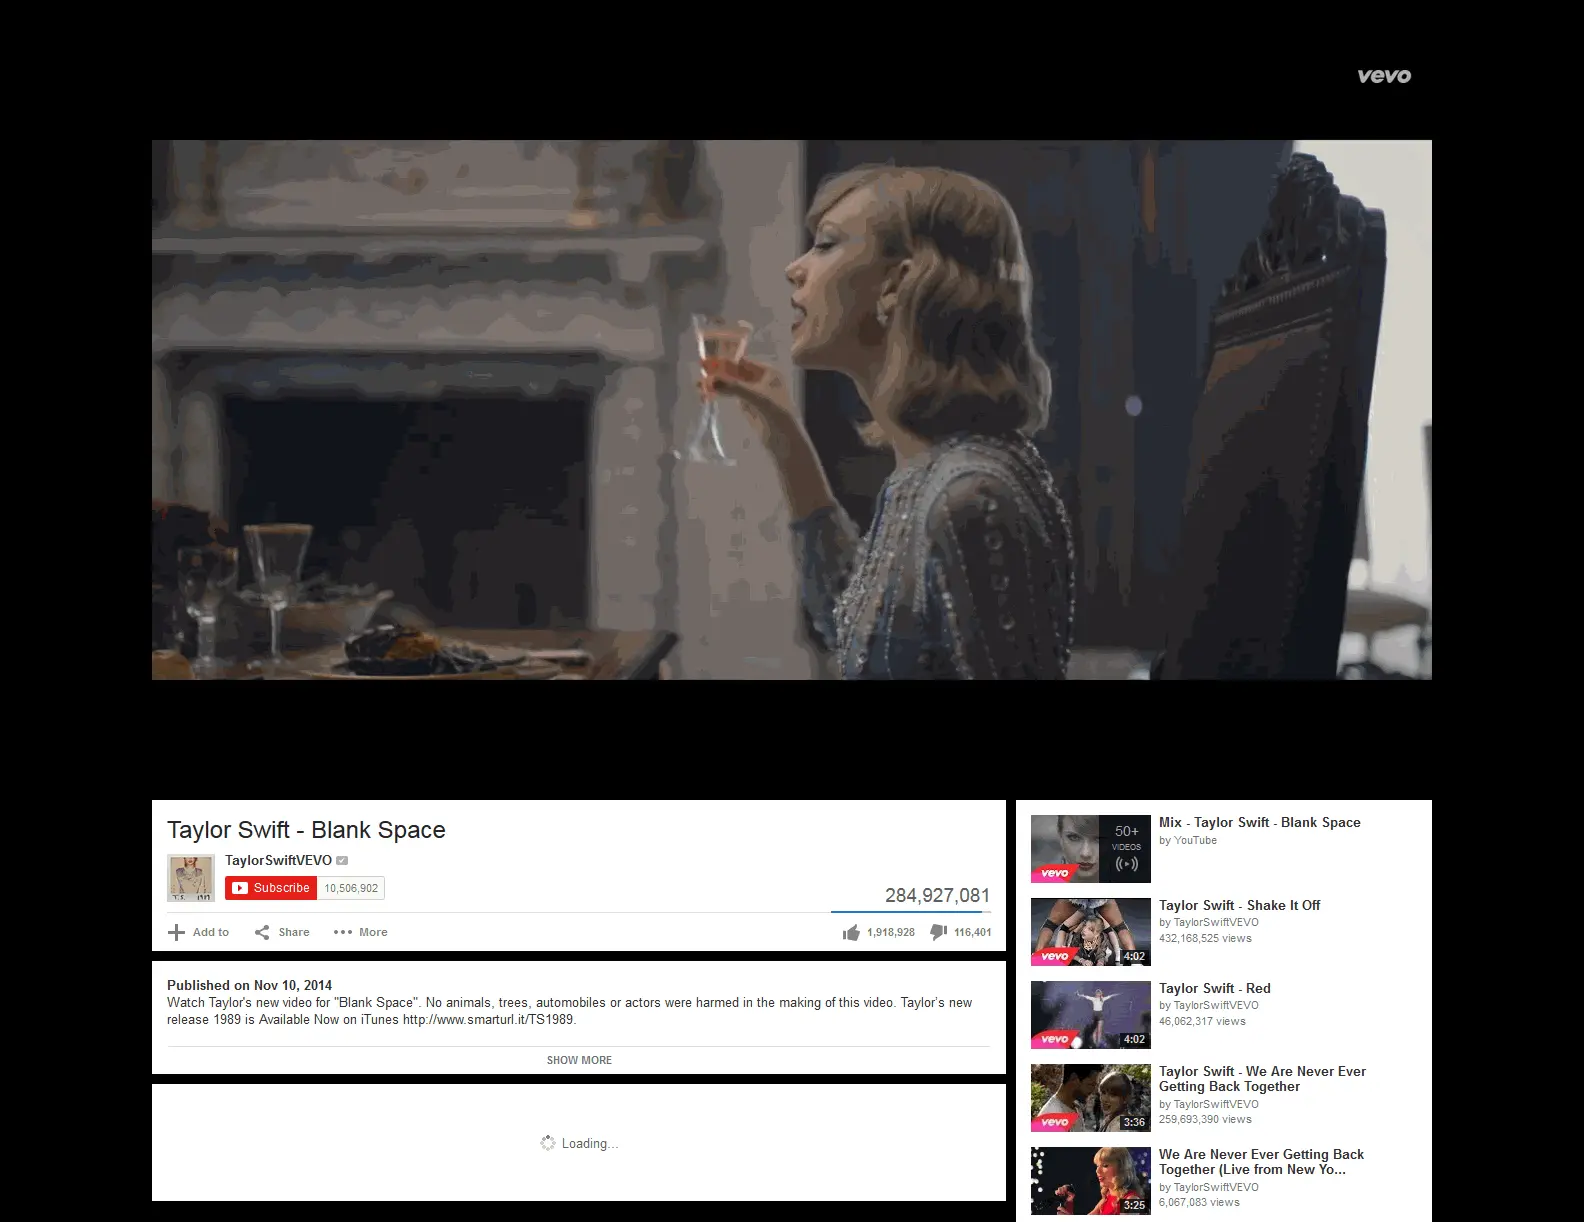 vevo
Taylor Swift - Blank Space
TaylorSwiftVEVO
Subscribe 10,506,902
284,927,081
Add to Share More 1,918,928 116,401
Published on Nov 10, 2014
Watch Taylor's new video for "Blank Space". No animals, trees, automobiles or actors were harmed in the making of this video. Taylor's new
release 1989 is Available Now on iTunes http://www.smarturl.it/TS1989.
SHOW MORE
Loading...
50+
VIDEOS
vevo
Mix - Taylor Swift - Blank Space
by YouTube
vevo
4:02
Taylor Swift - Shake It Off
by TaylorSwiftVEVO
432,168,525 views
vevo
4:02
Taylor Swift - Red
by TaylorSwiftVEVO
46,062,317 views
vevo
3:36
Taylor Swift - We Are Never Ever
Getting Back Together
by TaylorSwiftVEVO
259,693,390 views
3:25
We Are Never Ever Getting Back
Together (Live from New Yo...
by TaylorSwiftVEVO
6,067,083 views